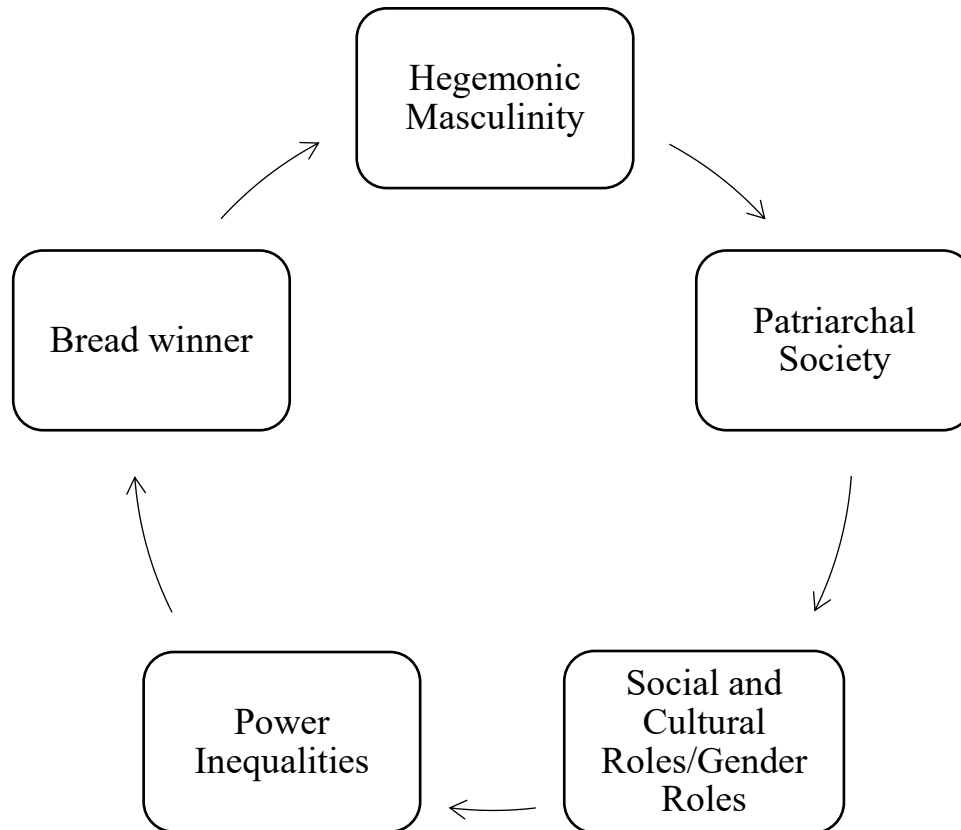 Hegemonic
Masculinity
Patriarchal
Society
Social and
Cultural
Roles/Gender
Roles
Power
Inequalities
Bread winner